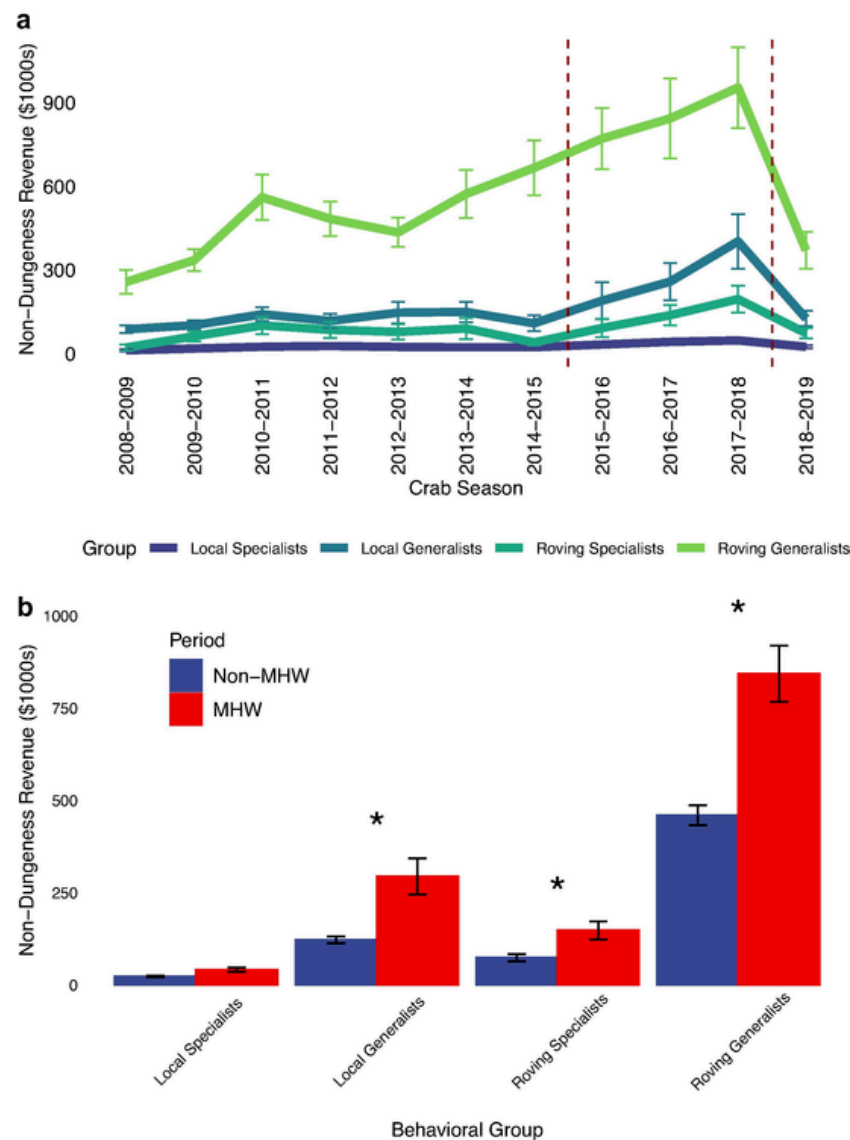 a
Non−Dungeness Revenue ($1000s)
900
600
300
0
2008−2009
2009−2010
2010−2011
2011−2012
2012−2013
2013−2014
2014−2015
2015−2016
2016−2017
2017−2018
2018−2019
Crab Season
Group Local Specialists Local Generalists Roving Specialists Roving Generalists
b
Non−Dungeness Revenue ($1000s)
1000
750
500
250
0
Period
Non−MHW
MHW
*
*
*
Local Specialists
Local Generalists
Roving Specialists
Roving Generalists
Behavioral Group